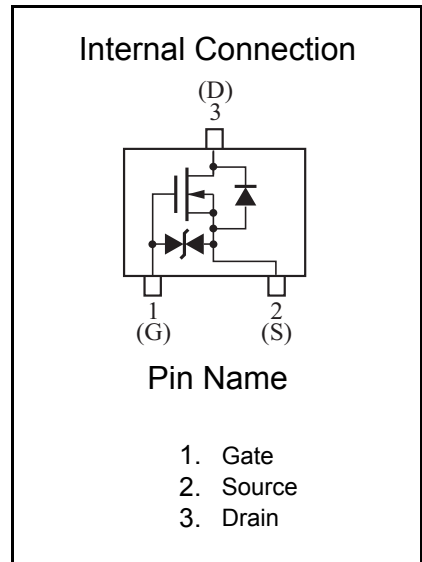 Internal Connection
(D)
3
1
(G)
2
(S)
Pin Name
1. Gate
2. Source
3. Drain